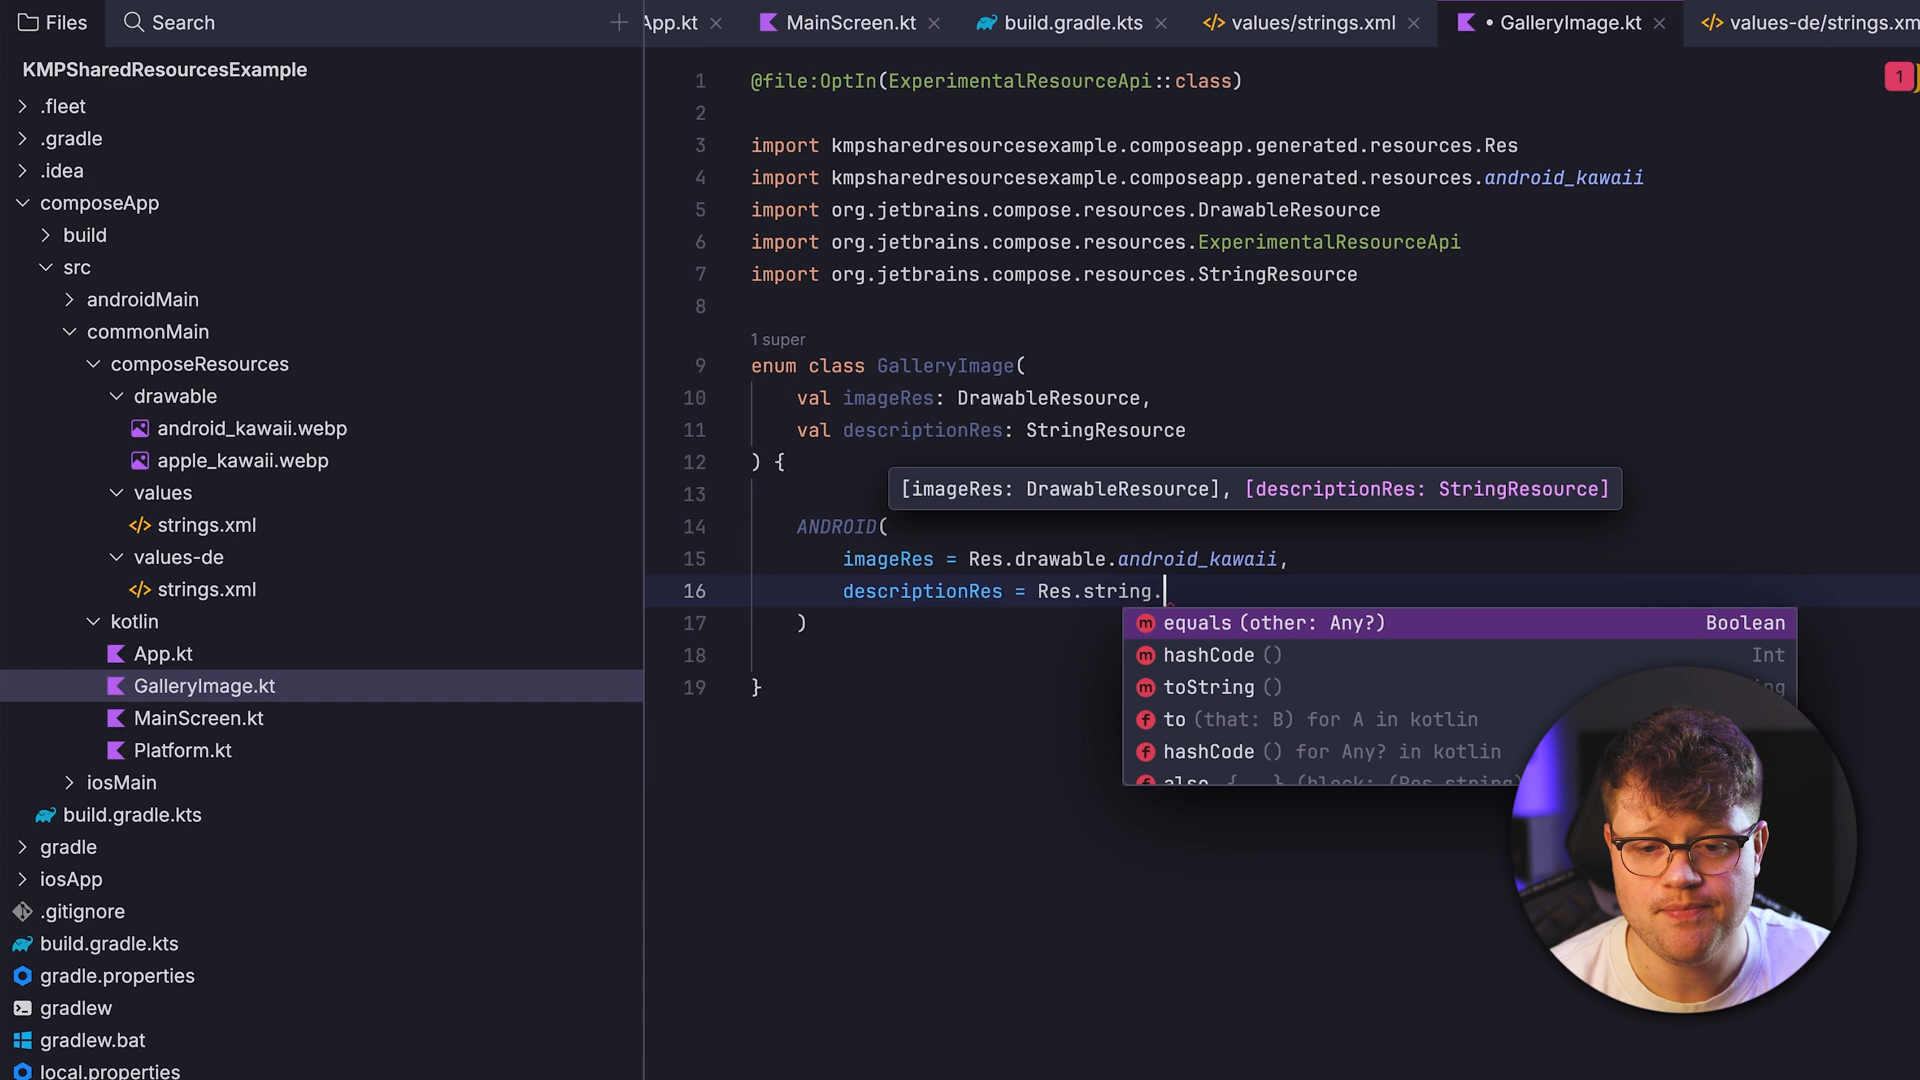 Files
Search
KMPSharedResourcesExample
.fleet
.gradle
.idea
composeApp
build
src
androidMain
commonMain
composeResources
drawable
android_kawaii.webp
apple_kawaii.webp
values
strings.xml
values-de
strings.xml
kotlin
App.kt
GalleryImage.kt
MainScreen.kt
Platform.kt
iosMain
build.gradle.kts
gradle
iosApp
.gitignore
build.gradle.kts
gradle.properties
gradlew
gradlew.bat
local.properties
App.kt MainScreen.kt build.gradle.kts values/strings.xml • GalleryImage.kt values-de/strings.xm
1 @file:OptIn(ExperimentalResourceApi::class)
1
2
3 import kmpsharedresourcesexample.composeapp.generated.resources.Res
4 import kmpsharedresourcesexample.composeapp.generated.resources.android_kawaii
5 import org.jetbrains.compose.resources.DrawableResource
6 import org.jetbrains.compose.resources.ExperimentalResourceApi
7 import org.jetbrains.compose.resources.StringResource
8
1 super
9 enum class GalleryImage(
10 val imageRes: DrawableResource,
11 val descriptionRes: StringResource
12 ) {
[imageRes: DrawableResource], [descriptionRes: StringResource]
13
14 ANDROID(
15 imageRes = Res.drawable.android_kawaii,
16 descriptionRes = Res.string.
17 )
18
19 }
m equals (other: Any?) Boolean
m hashCode () Int
m toString ()
f to (that: B) for A in kotlin
f hashCode () for Any? in kotlin